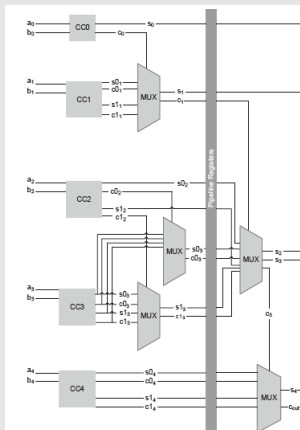 a0
b0
CC0
s0
c0
a1
b1
CC1
s01
c01
s11
c11
MUX
s1
c1
Pipeline Registers
a2
b2
CC2
s02
c02
s12
c12
MUX
s03
c03
s2
s3
MUX
a3
b3
CC3
s03
c03
s13
c13
MUX
s13
c13
c3
a4
b4
CC4
s04
c04
s14
c14
MUX
s4
cout